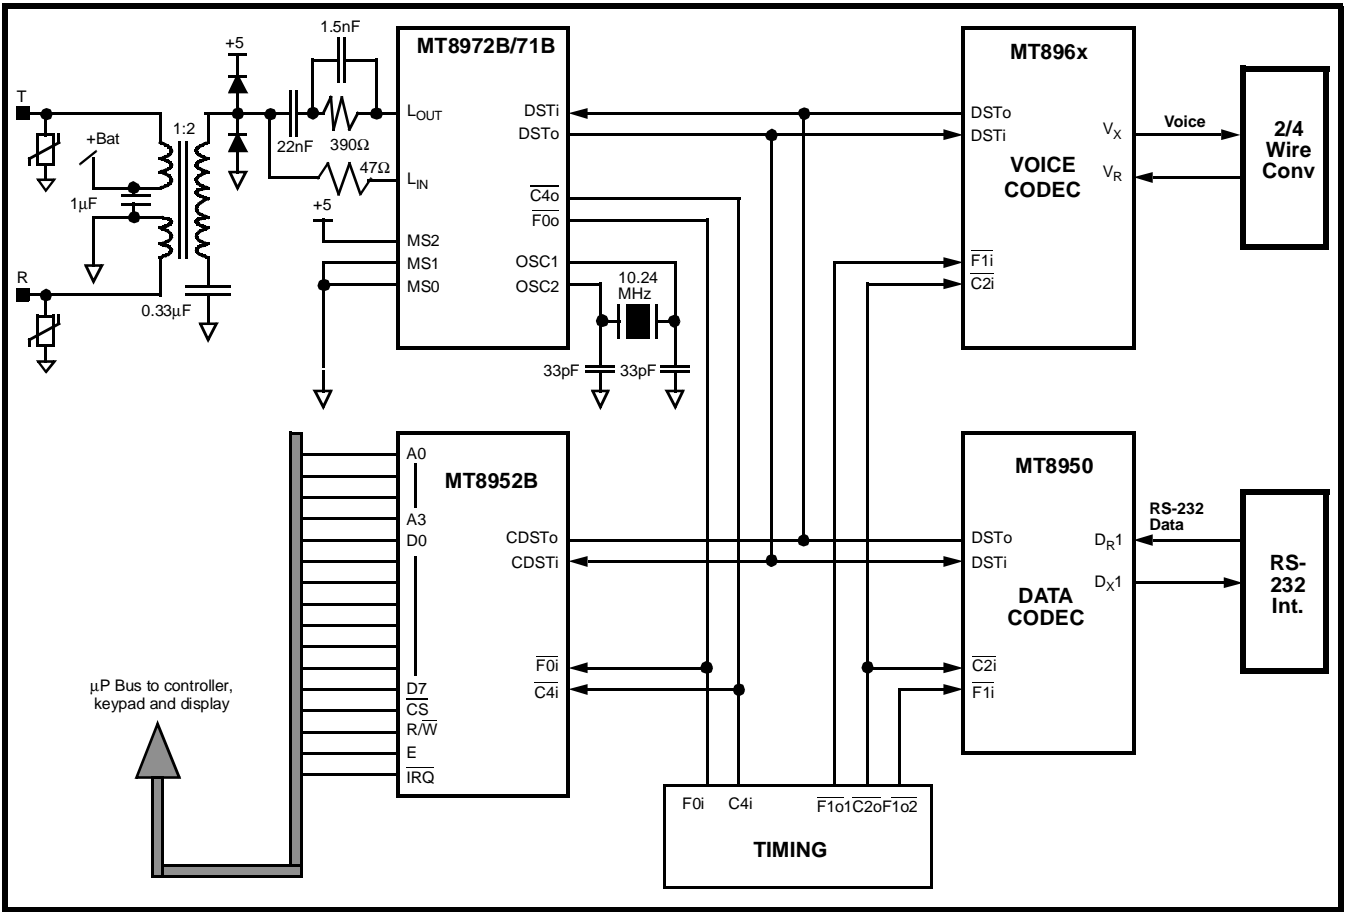 1.5nF
+5
T
+Bat
1:2
1µF
R
0.33µF
22nF
390Ω
47Ω
+5
MT8972B/71B
LOUT
LIN
MS2
MS1
MS0
DSTi
DSTo
C4o
F0o
OSC1
OSC2
10.24
MHz
33pF
33pF
MT896x
DSTo
DSTi
VOICE
CODEC
VX
VR
F1i
C2i
Voice
2/4
Wire
Conv
MT8952B
A0
A3
D0
D7
CS
R/W
E
IRQ
CDSTo
CDSTi
F0i
C4i
µP Bus to controller,
keypad and display
MT8950
DSTo
DSTi
DR1
DX1
DATA
CODEC
C2i
F1i
RS-232
Data
RS-
232
Int.
F0i C4i F1o1 C2o F1o2
TIMING